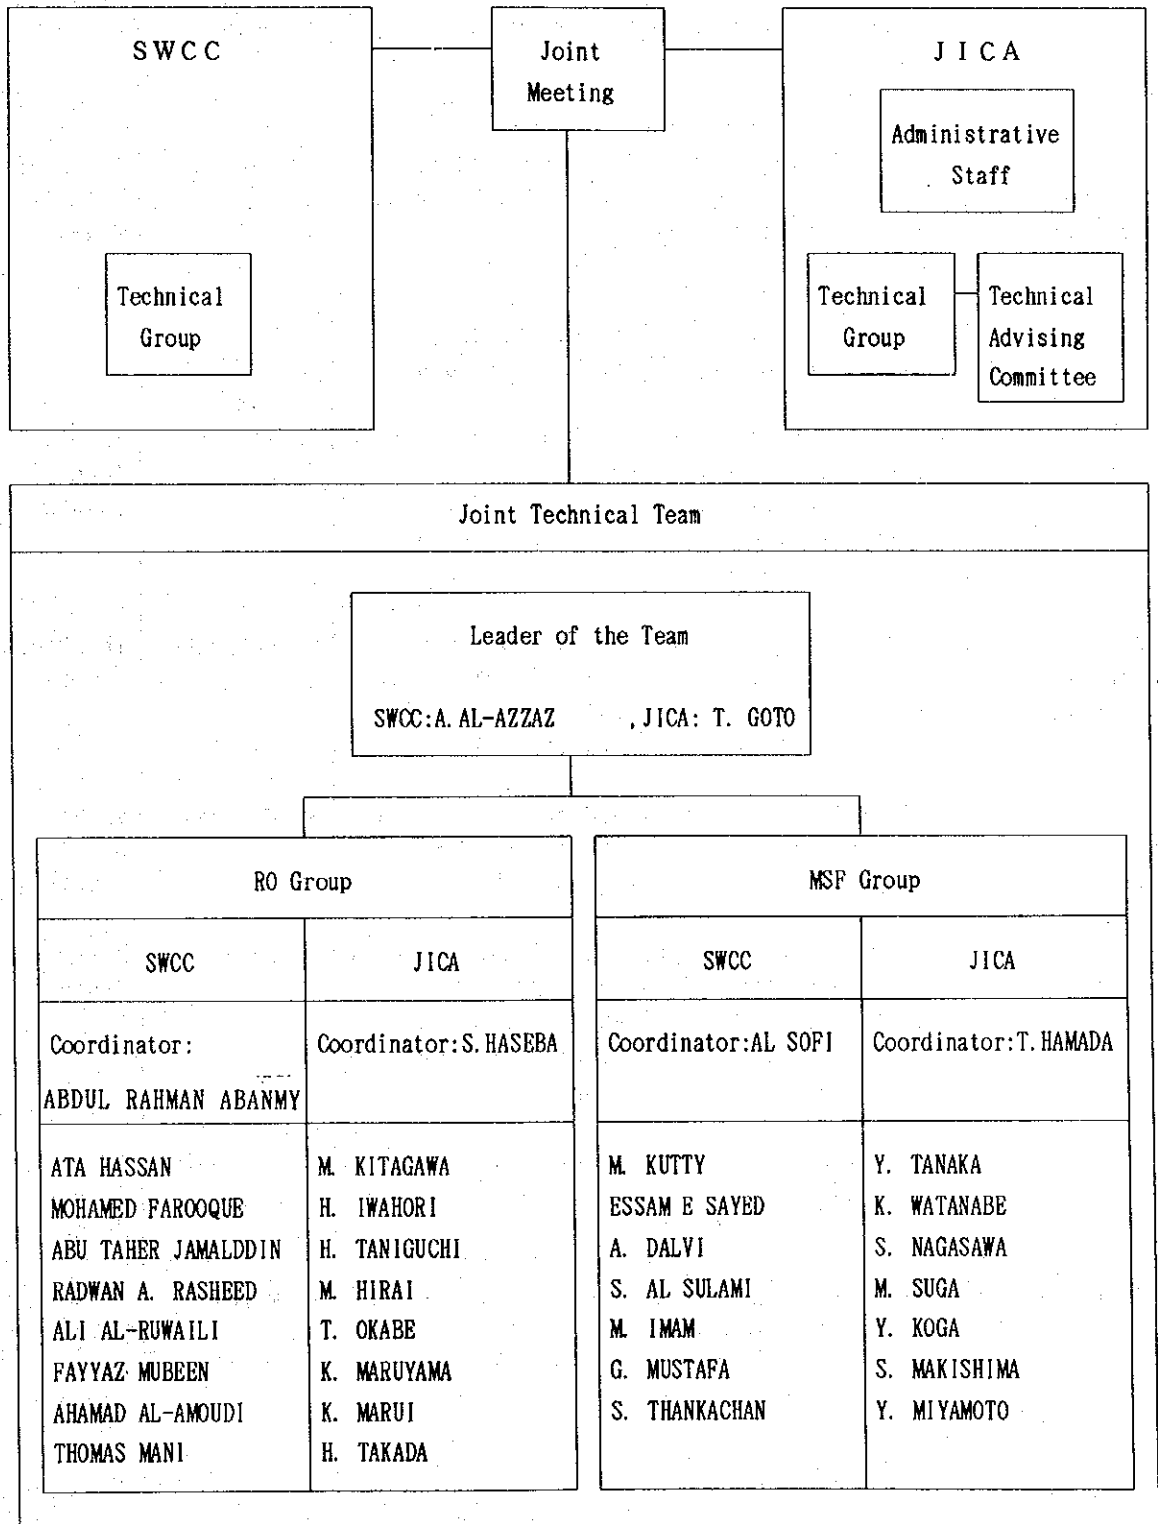 SWCC
Joint
Meeting
JICA
Administrative
Staff
Technical
Group
Technical
Group
Technical
Advising
Committee
Joint Technical Team
Leader of the Team
SWCC:A. AL-AZZAZ ,JICA: T. GOTO
RO Group
SWCC
JICA
Coordinator:
ABDUL RAHMAN ABANMY
Coordinator:S.HASEBA
ATA HASSAN
MOHAMED FAROOQUE
ABU TAHER JAMALDDIN
RADWAN A. RASHEED
ALI AL-RUWAILI
FAYYAZ MUBEEN
AHAMAD AL-AMOUDI
THOMAS MANI
M. KITAGAWA
H. IWAHORI
H. TANIGUCHI
M. HIRAI
T. OKABE
K. MARUYAMA
K. MARUI
H. TAKADA
MSF Group
SWCC
JICA
Coordinator:AL SOFI
Coordinator:T.HAMADA
M. KUTTY
ESSAM E SAYED
A. DALVI
S. AL SULAMI
M. IMAM
G. MUSTAFA
S. THANKACHAN
Y. TANAKA
K. WATANABE
S. NAGASAWA
M. SUGA
Y. KOGA
S. MAKISHIMA
Y. MIYAMOTO